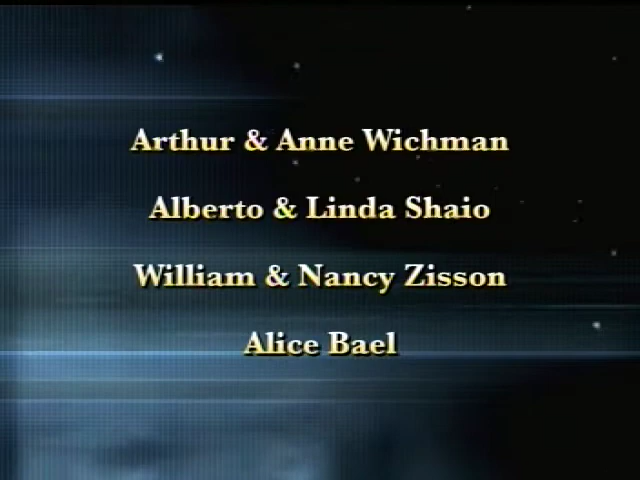 Arthur & Anne Wichman
Alberto & Linda Shaio
William & Nancy Zisson
Alice Bael